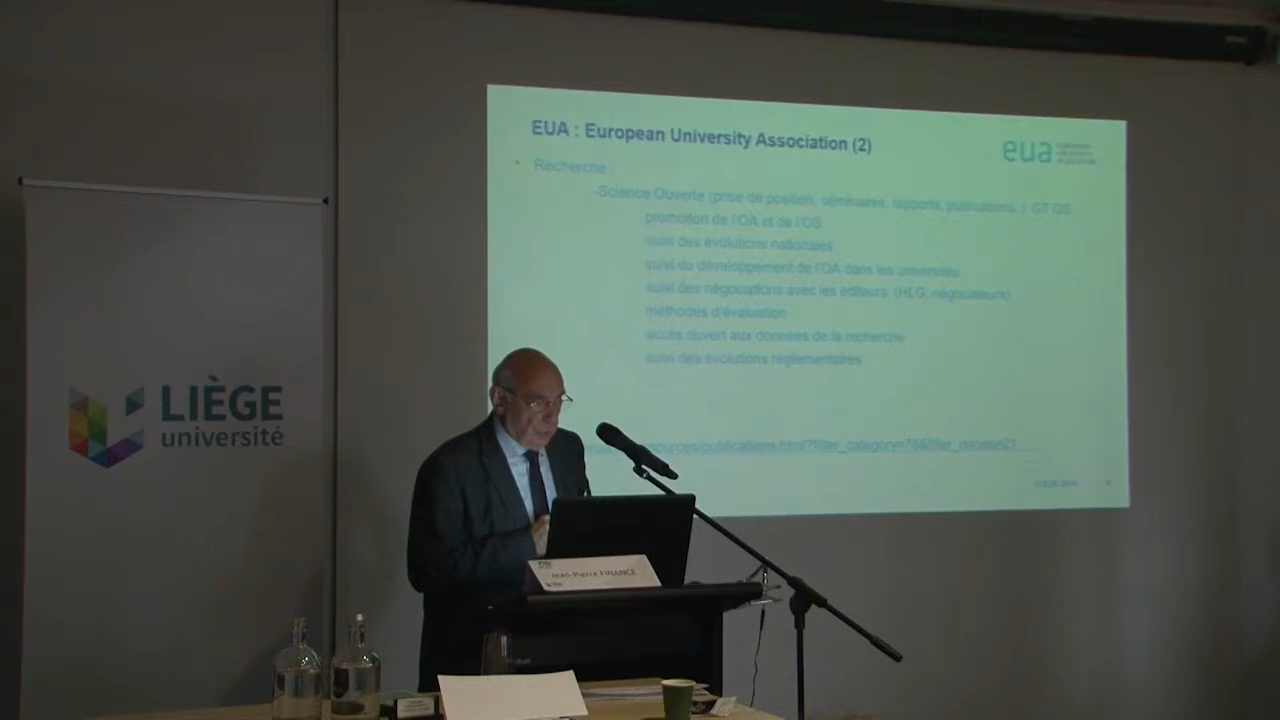 EUA : European University Association (2)
eua
Recherche :
-Science Ouverte (prise de position, séminaires, rapports, publications..) -GT OS
promotion de l'OA et de l'OS
suivi des évolutions nationales
suivi du développement de l'OA dans les universités
suivi des négociations avec les éditeurs (HLG, négociateurs)
méthodes d'évaluation
accès ouvert aux données de la recherche
suivi des évolutions réglementaires
LIÈGE
université
Jean-Pierre FINANCE